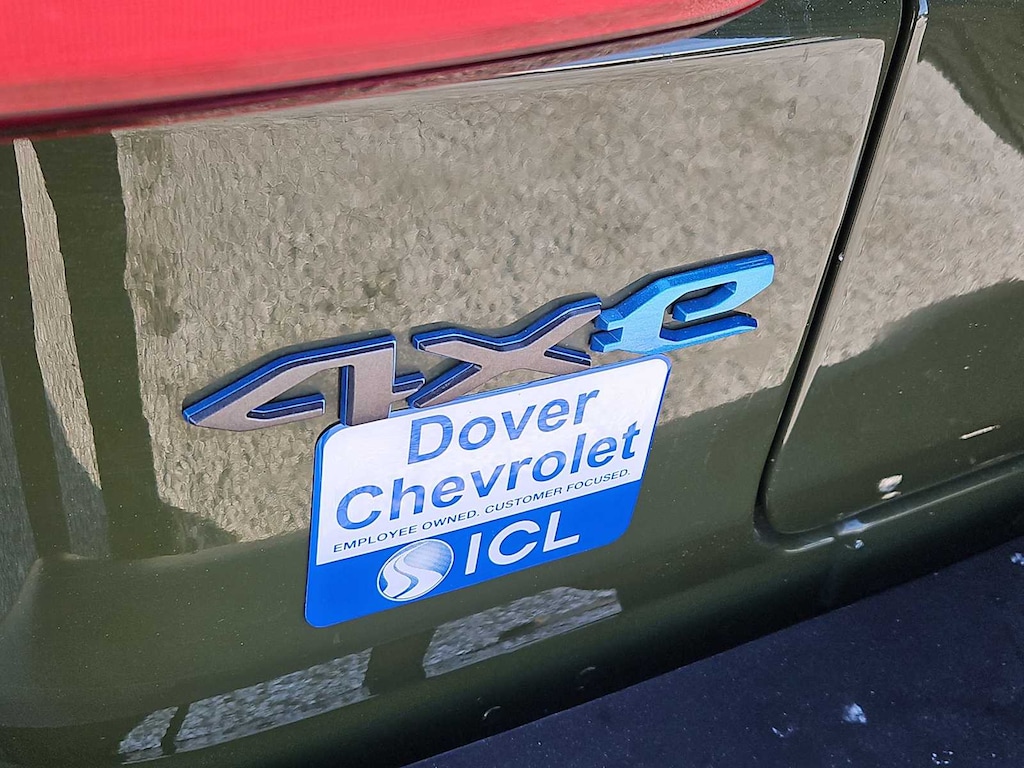 4xe
Dover
Chevrolet
EMPLOYEE OWNED. CUSTOMER FOCUSED.
ICL